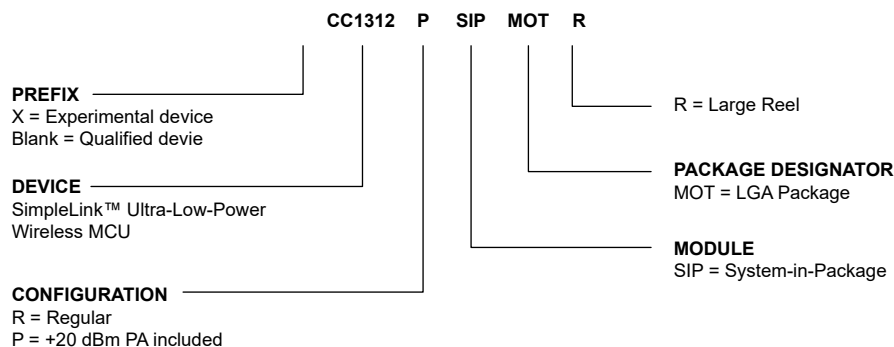 CC1312 P SIP MOT R
PREFIX
X = Experimental device
Blank = Qualified devie
DEVICE
SimpleLink™ Ultra-Low-Power
Wireless MCU
CONFIGURATION
R = Regular
P = +20 dBm PA included
R = Large Reel
PACKAGE DESIGNATOR
MOT = LGA Package
MODULE
SIP = System-in-Package